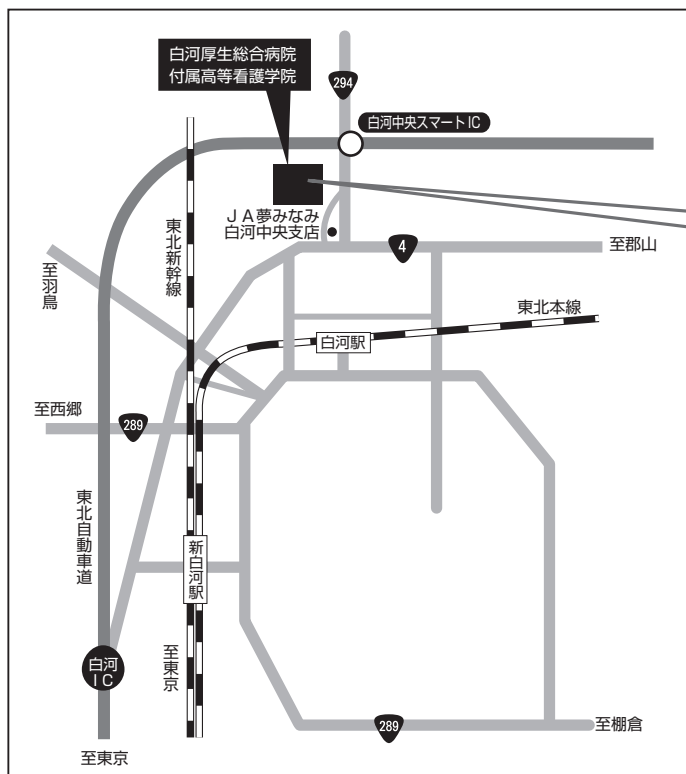 白河厚生総合病院
付属高等看護学院
294
白河中央スマートIC
JA夢みなみ
白河中央支店
東北新幹線
至羽鳥
4
至郡山
東北本線
白河駅
至西郷
289
東北自動車道
新白河駅
白河
IC
至東京
至東京
289
至棚倉